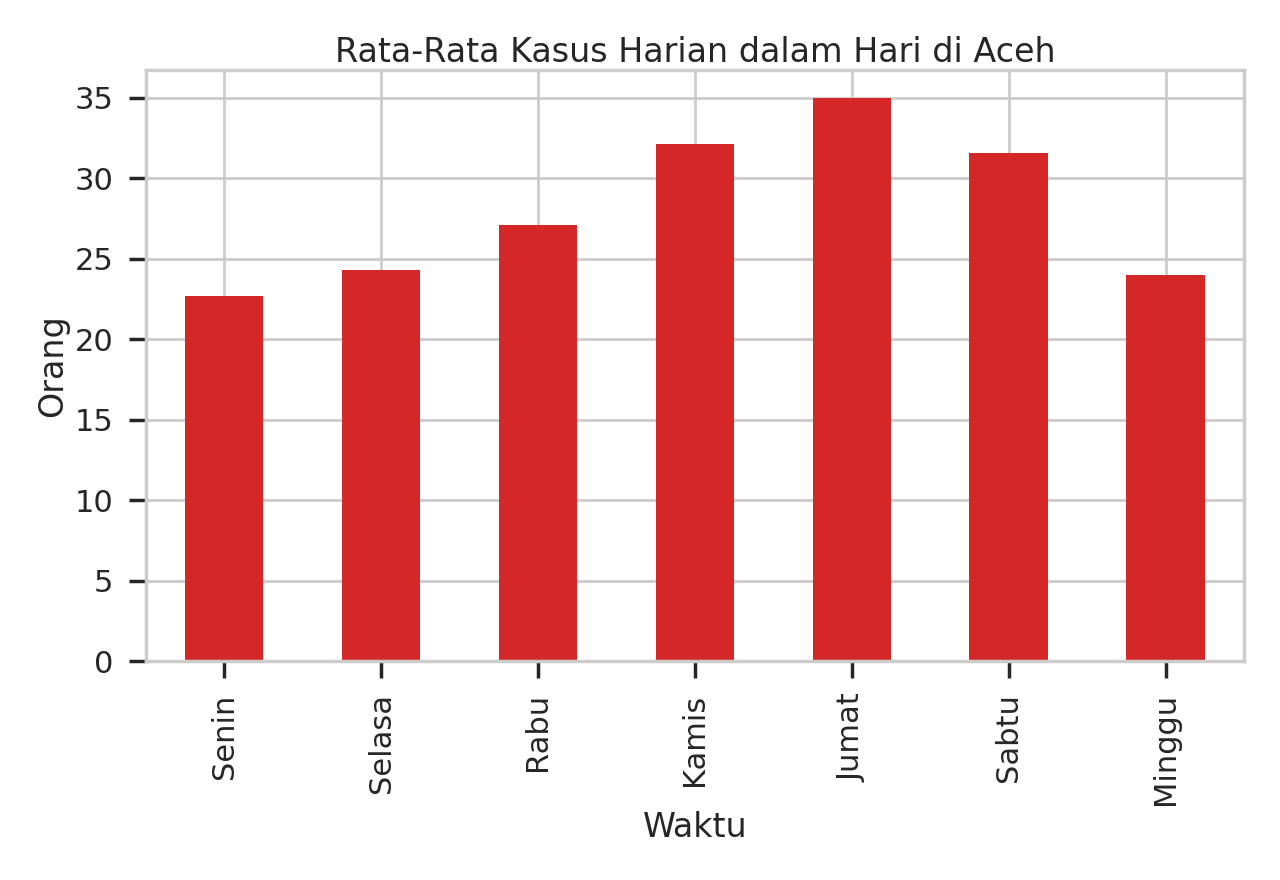 Rata-Rata Kasus Harian dalam Hari di Aceh
35
30
25
20
15
10
5
0
Orang
Senin
Selasa
Rabu
Kamis
Jumat
Sabtu
Minggu
Waktu